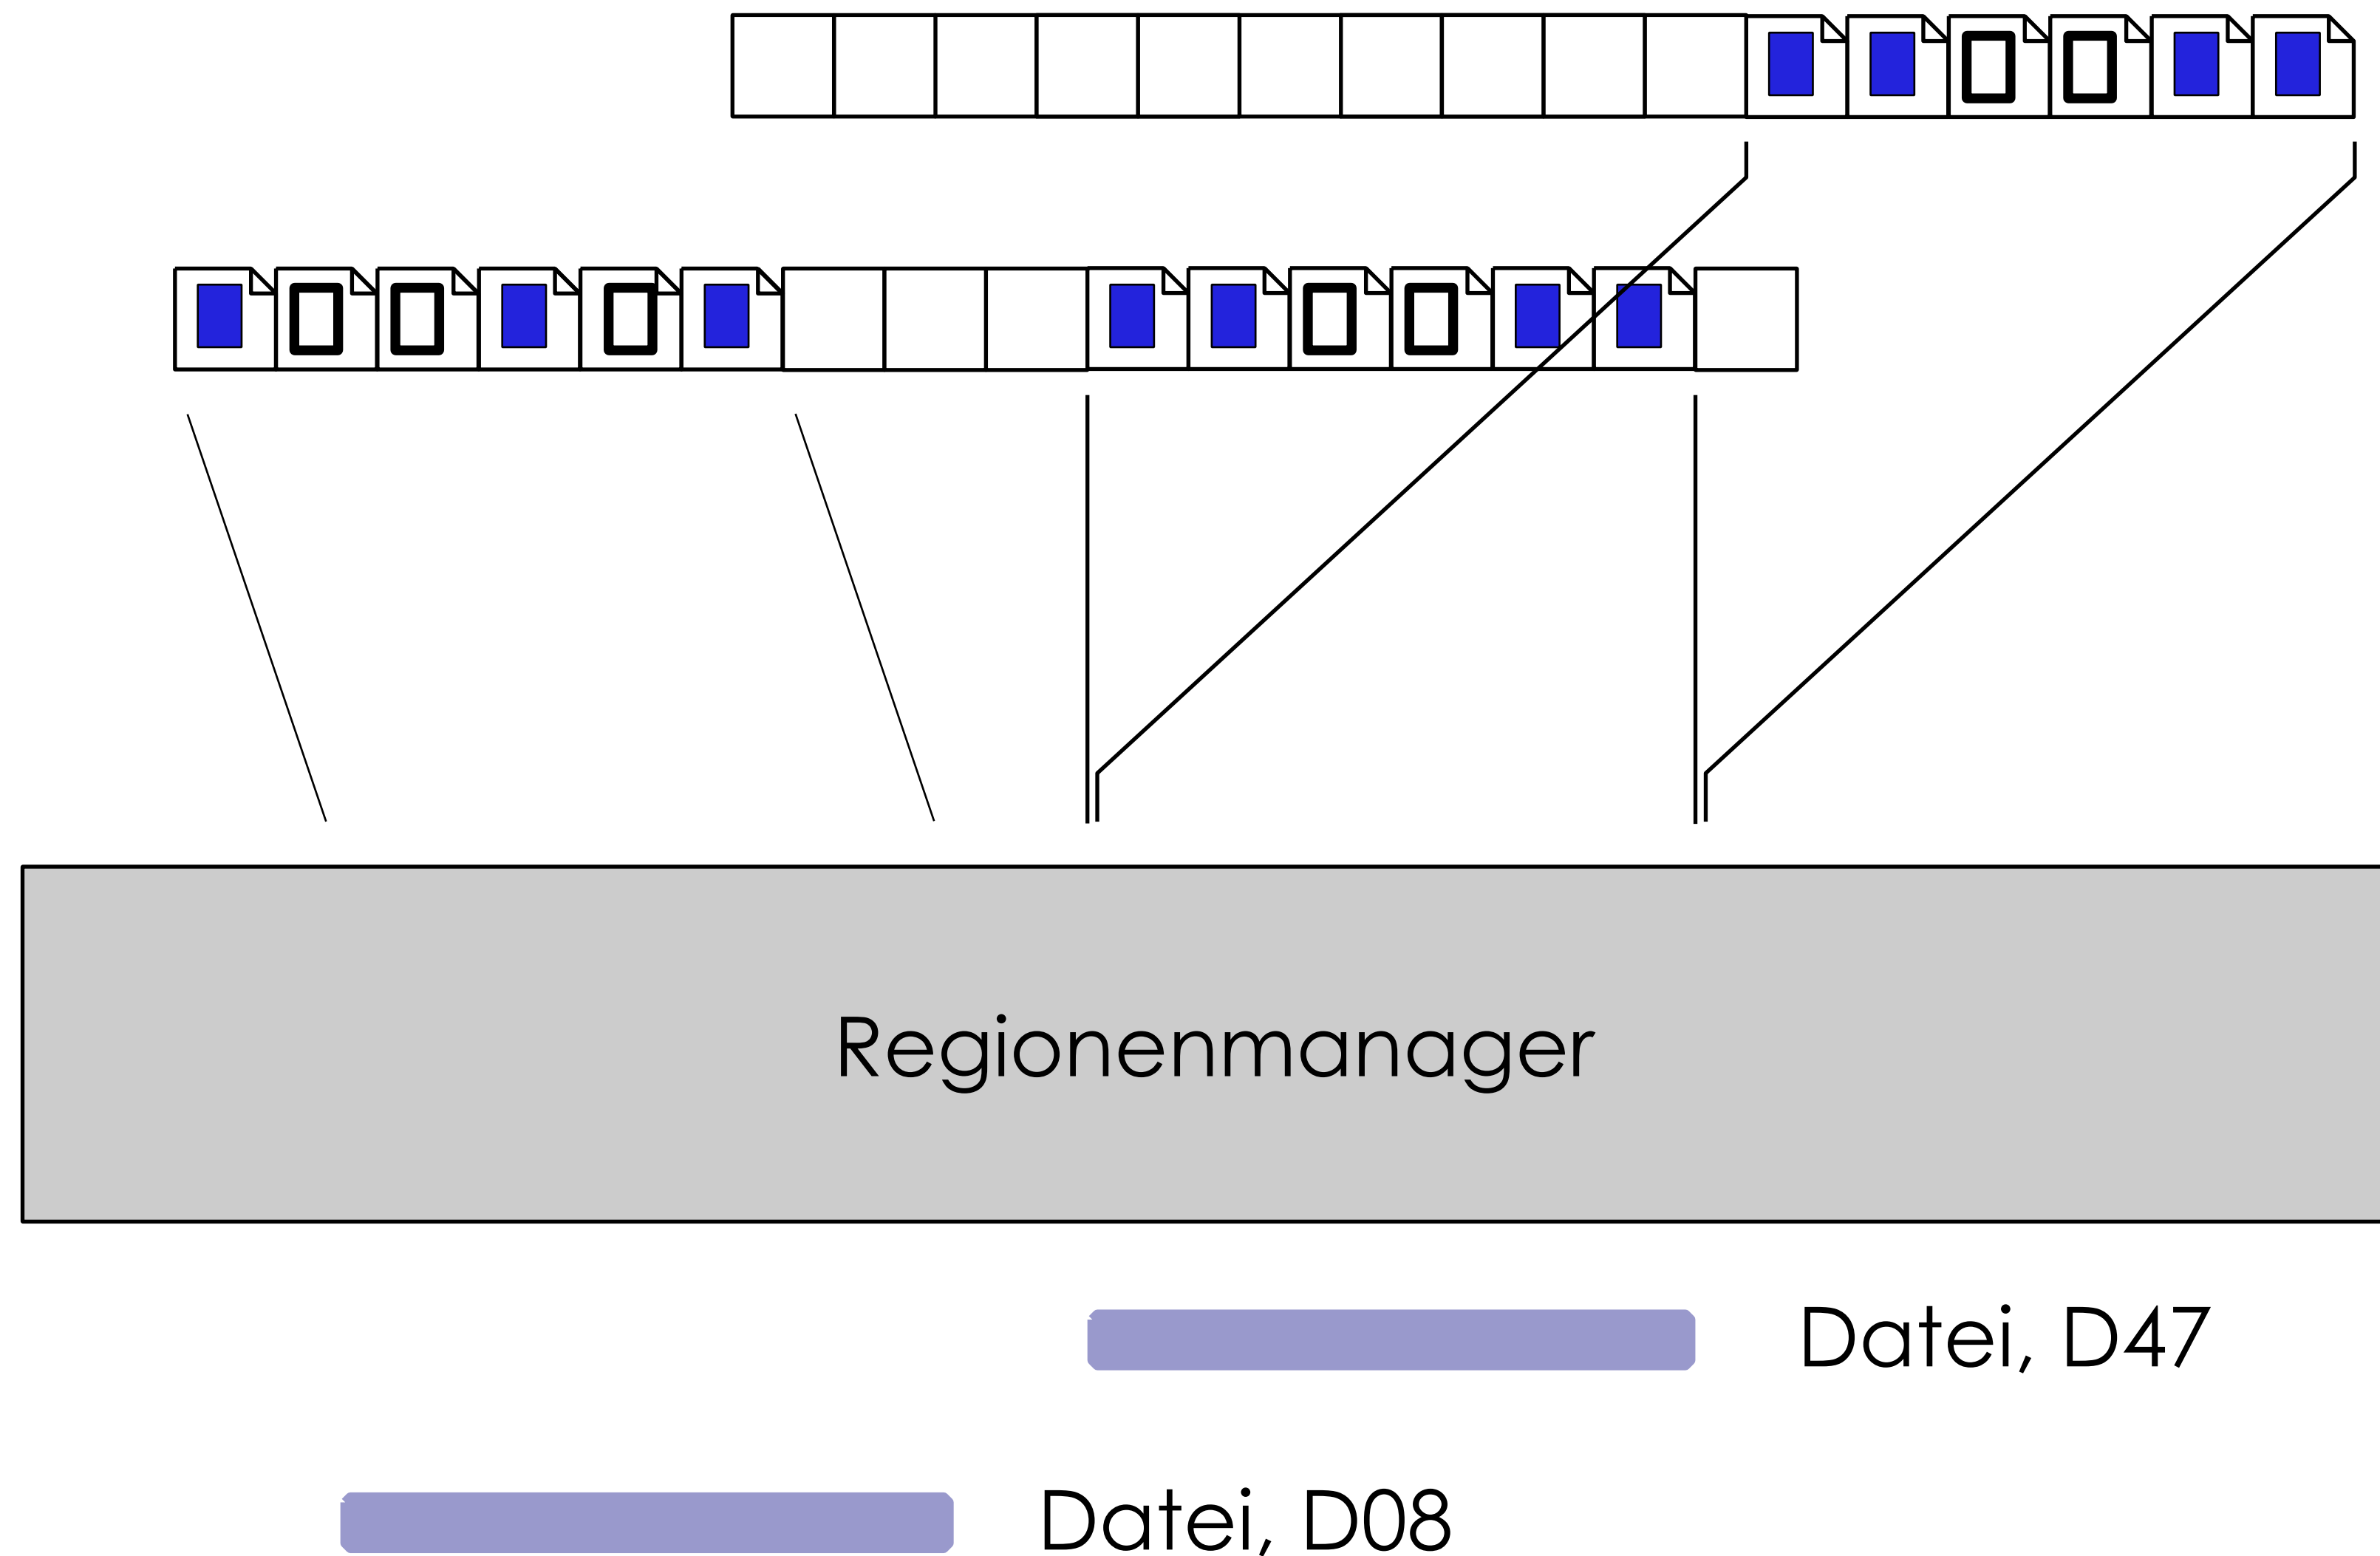 Regionenmanager
Datei, D47
Datei, D08